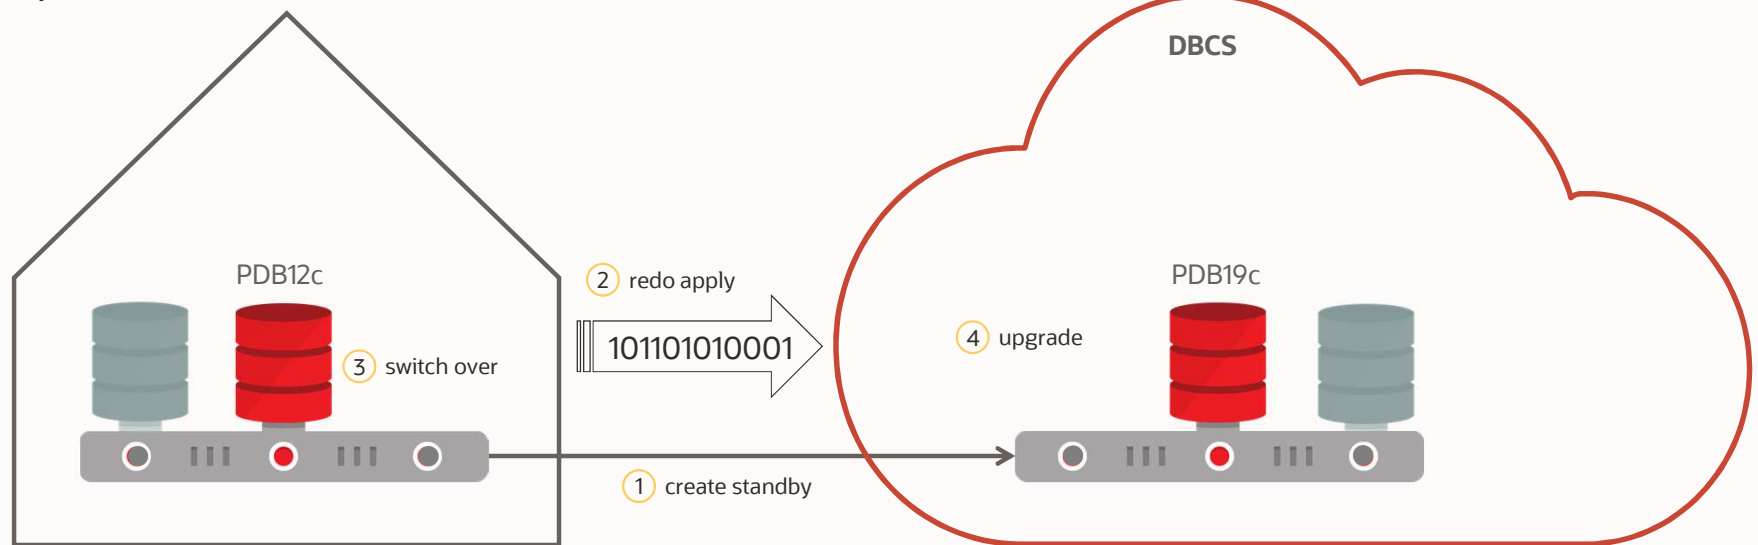 DBCS
PDB12c
2 redo apply
PDB19c
101101010001
4 upgrade
3 switch over
1 create standby